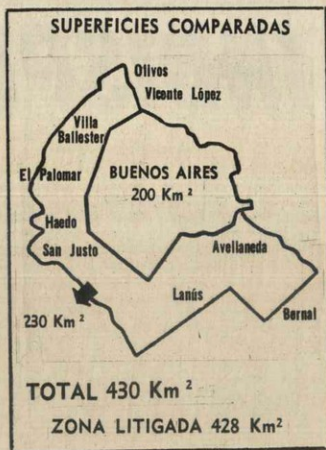 SUPERFICIES COMPARADAS
Olivos
Vicente López
Villa
Ballester
BUENOS AIRES
200 Km²
El Palomar
Haedo
San Justo
Avellaneda
Lanús
Bernal
230 Km²
TOTAL 430 Km²
ZONA LITIGADA 428 Km²